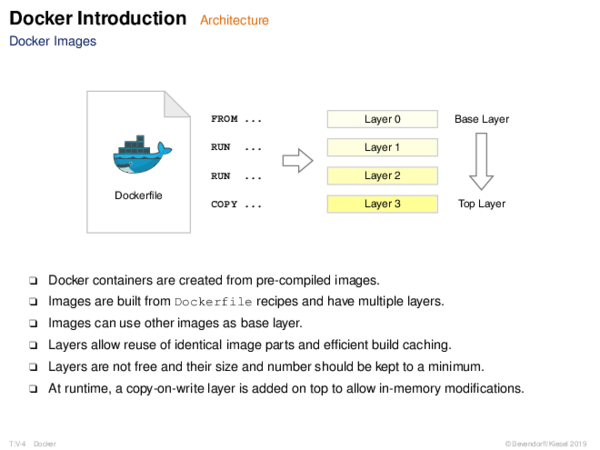 Docker Introduction Architecture
Docker Images
Dockerfile
FROM ...
RUN ...
RUN ...
COPY ...
Layer 0
Layer 1
Layer 2
Layer 3
Base Layer
Top Layer
❑ Docker containers are created from pre-compiled images.
❑ Images are built from Dockerfile recipes and have multiple layers.
❑ Images can use other images as base layer.
❑ Layers allow reuse of identical image parts and efficient build caching.
❑ Layers are not free and their size and number should be kept to a minimum.
❑ At runtime, a copy-on-write layer is added on top to allow in-memory modifications.
T:V-4 Docker
© Bevendorff/Kiesel 2019